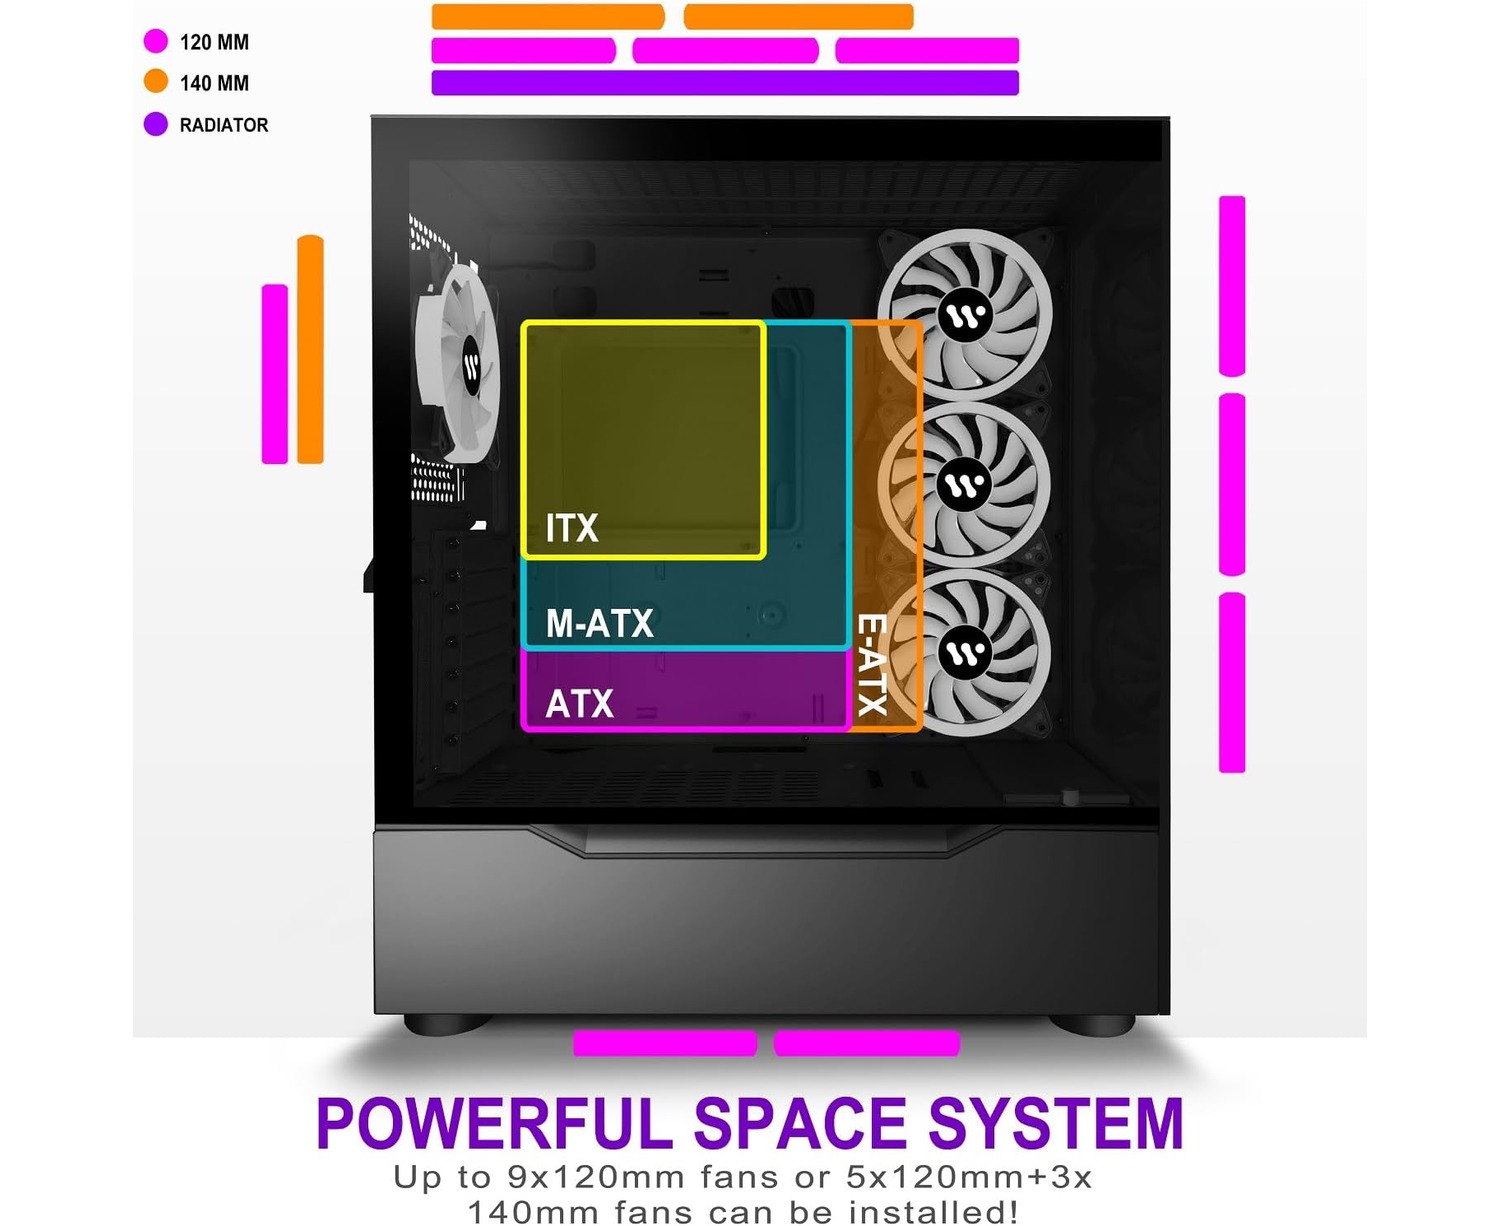 120 MM
140 MM
RADIATOR
ITX
M-ATX
ATX
E-ATX
POWERFUL SPACE SYSTEM
Up to 9x120mm fans or 5x120mm+3x
140mm fans can be installed!